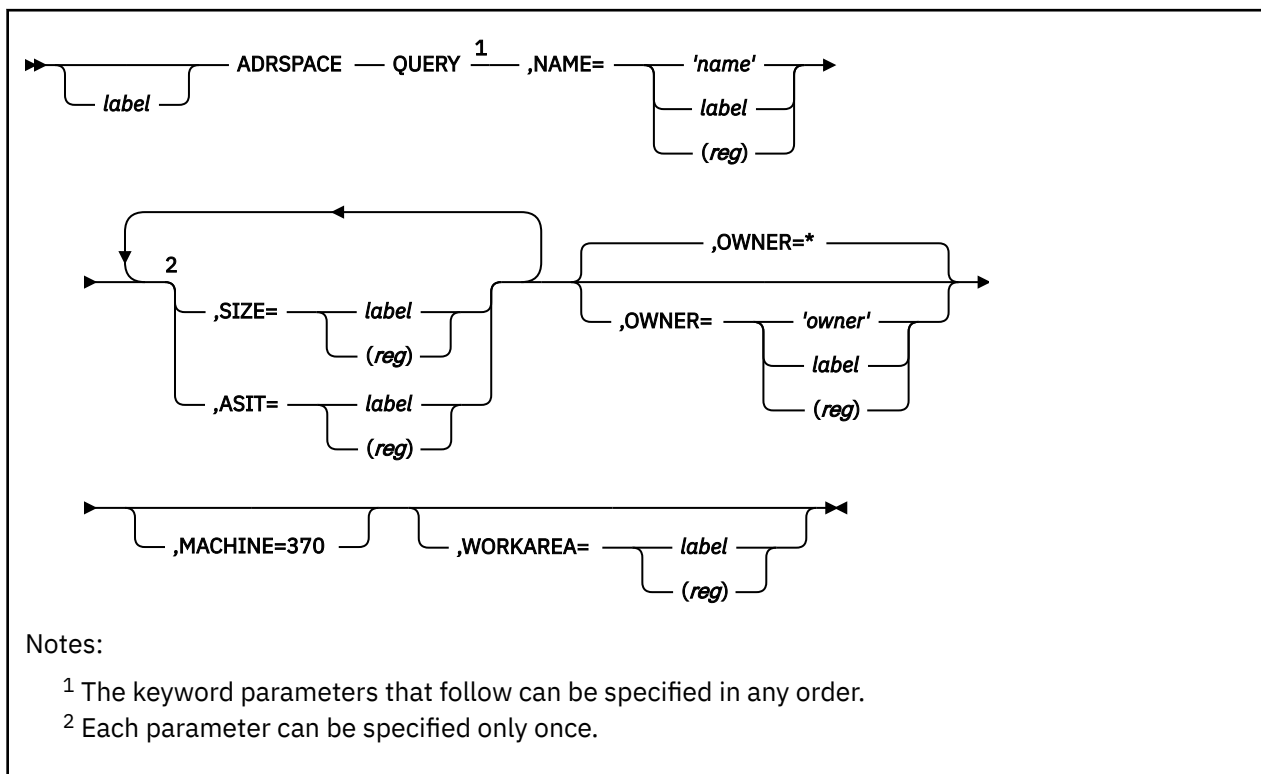 ADRSPACE QUERY 1 ,NAME= 'name'
label label
(reg)
,OWNER=*
2
,SIZE= label ,OWNER= 'owner'
(reg) label
,ASIT= label (reg)
(reg)
,MACHINE=370 ,WORKAREA= label
(reg)
Notes:
1 The keyword parameters that follow can be specified in any order.
2 Each parameter can be specified only once.